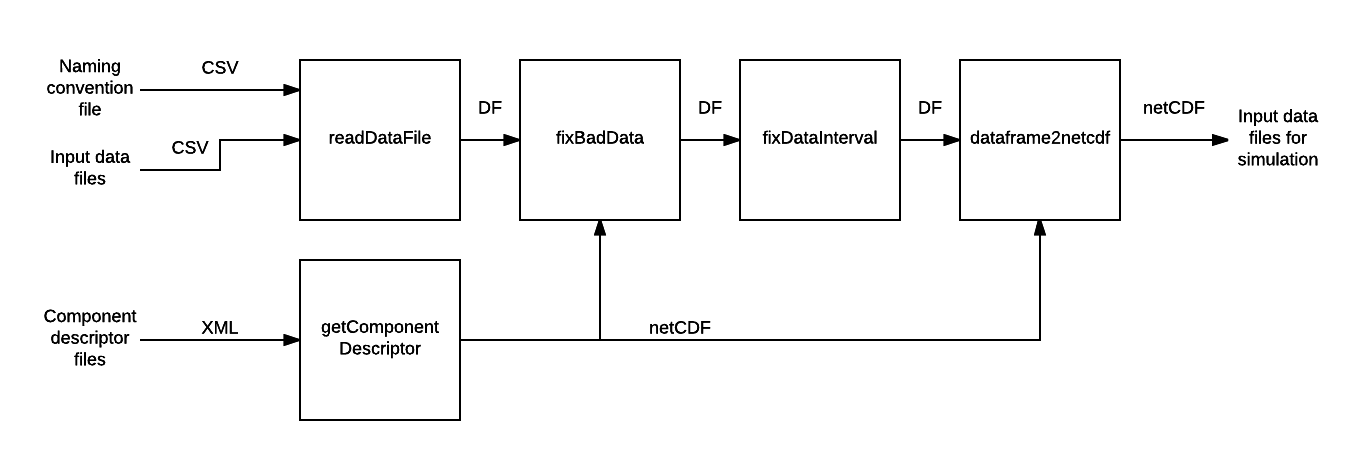 Naming
convention
file
CSV
Input data
files
CSV
readDataFile
DF
fixBadData
DF
fixDataInterval
DF
dataframe2netcdf
netCDF
Input data
files for
simulation
Component
descriptor
files
XML
getComponent
Descriptor
netCDF